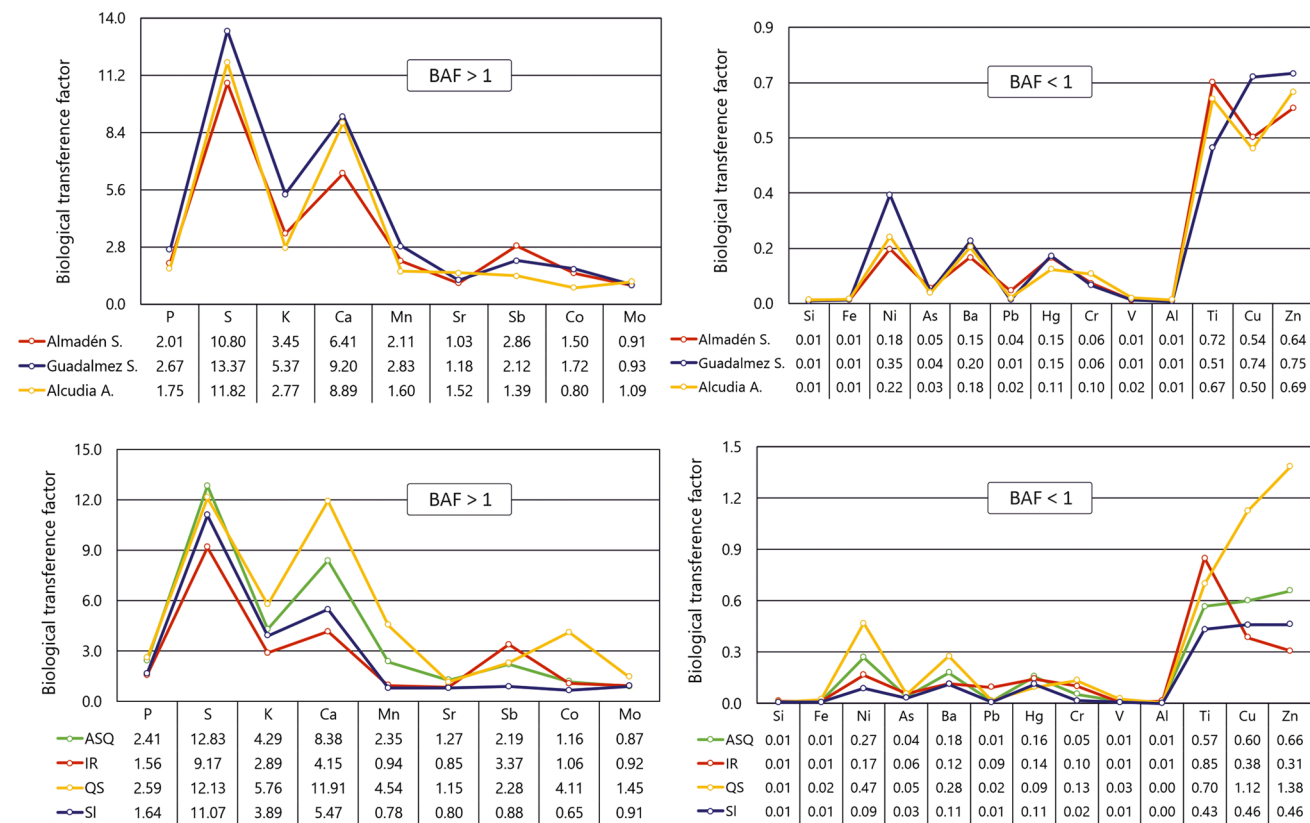 Biological transference factor
14.0
11.2
8.4
5.6
2.8
0.0
BAF > 1
P S K Ca Mn Sr Sb Co Mo
Almadén S. 2.01 10.80 3.45 6.41 2.11 1.03 2.86 1.50 0.91
Guadalmez S. 2.67 13.37 5.37 9.20 2.83 1.18 2.12 1.72 0.93
Alcudia A. 1.75 11.82 2.77 8.89 1.60 1.52 1.39 0.80 1.09
Biological transference factor
0.9
0.7
0.5
0.4
0.2
0.0
BAF < 1
Si Fe Ni As Ba Pb Hg Cr V Al Ti Cu Zn
Almadén S. 0.01 0.01 0.18 0.04 0.15 0.04 0.15 0.06 0.01 0.01 0.72 0.54 0.64
Guadalmez S. 0.01 0.01 0.35 0.04 0.20 0.01 0.15 0.06 0.01 0.01 0.51 0.74 0.75
Alcudia A. 0.01 0.01 0.22 0.03 0.18 0.02 0.11 0.10 0.02 0.01 0.67 0.50 0.69
Biological transference factor
15.0
12.0
9.0
6.0
3.0
0.0
BAF > 1
P S K Ca Mn Sr Sb Co Mo
ASQ 2.41 12.83 4.29 8.38 2.35 1.27 2.19 1.16 0.87
IR 1.56 9.17 2.89 4.15 0.94 0.85 3.37 1.06 0.92
QS 2.59 12.13 5.76 11.91 4.54 1.15 2.28 4.11 1.45
SI 1.64 11.07 3.89 5.47 0.78 0.80 0.88 0.65 0.91
Biological transference factor
1.5
1.2
0.9
0.6
0.3
0.0
BAF < 1
Si Fe Ni As Ba Pb Hg Cr V Al Ti Cu Zn
ASQ 0.01 0.01 0.27 0.04 0.18 0.01 0.16 0.05 0.01 0.01 0.57 0.60 0.66
IR 0.01 0.01 0.17 0.06 0.12 0.09 0.14 0.10 0.01 0.01 0.85 0.38 0.31
QS 0.01 0.02 0.47 0.05 0.28 0.02 0.09 0.13 0.03 0.00 0.70 1.12 1.38
SI 0.01 0.01 0.09 0.03 0.11 0.01 0.11 0.02 0.01 0.00 0.43 0.46 0.46